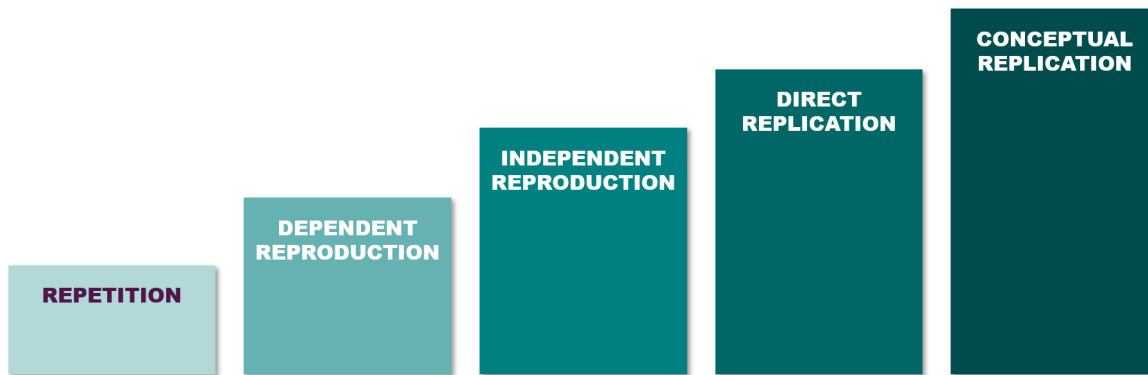 REPETITION
DEPENDENT
REPRODUCTION
INDEPENDENT
REPRODUCTION
DIRECT
REPLICATION
CONCEPTUAL
REPLICATION